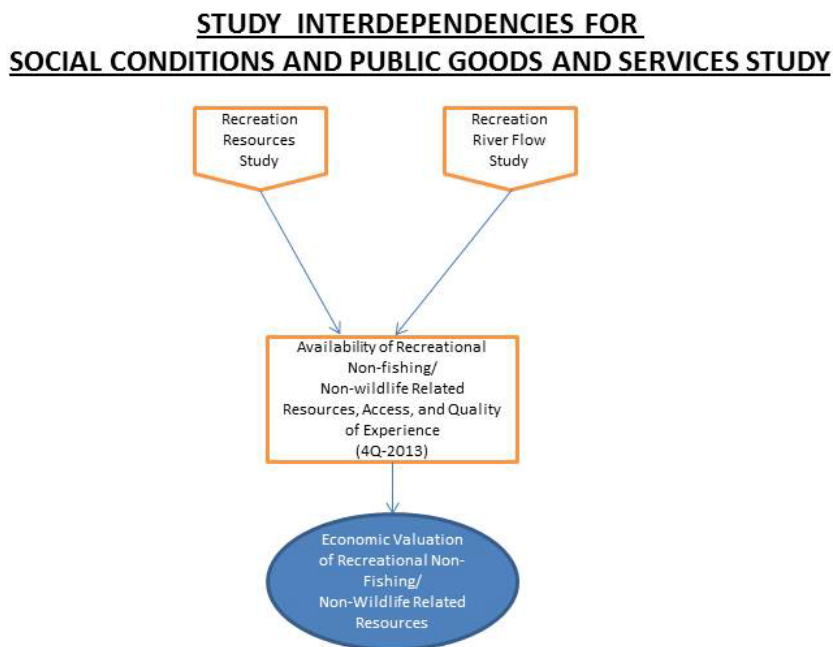 STUDY INTERDEPENDENCIES FOR
SOCIAL CONDITIONS AND PUBLIC GOODS AND SERVICES STUDY
Recreation
Resources
Study
Recreation
River Flow
Study
Availability of Recreational
Non-fishing/
Non-wildlife Related
Resources, Access, and Quality
of Experience
(4Q-2013)
Economic Valuation
of Recreational Non-
Fishing/
Non-Wildlife Related
Resources